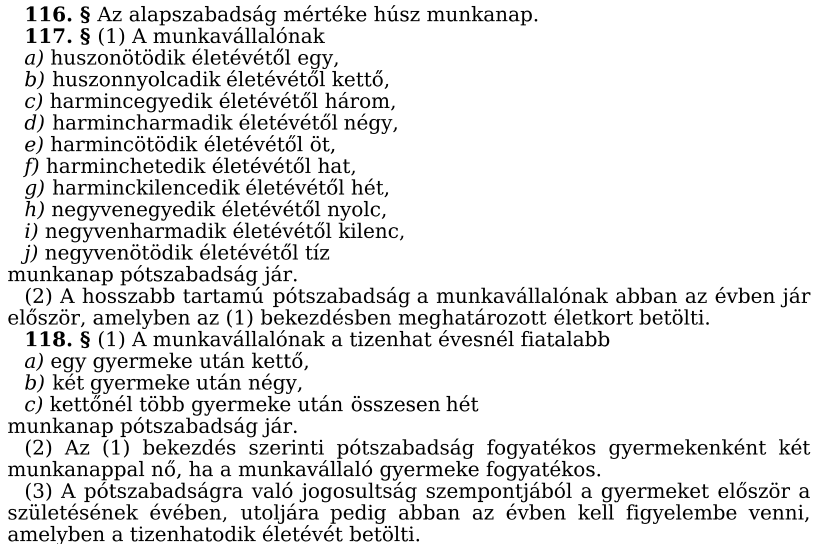 116. § Az alapszabadság mértéke húsz munkanap.
117. § (1) A munkavállalónak
a) huszonötödik életévétől egy,
b) huszonnyolcadik életévétől kettő,
c) harmincegyedik életévétől három,
d) harmincharmadik életévétől négy,
e) harmincötödik életévétől öt,
f) harminchetedik életévétől hat,
g) harminckilencedik életévétől hét,
h) negyvenegyedik életévétől nyolc,
i) negyvenharmadik életévétől kilenc,
j) negyvenötödik életévétől tíz
munkanap pótszabadság jár.
(2) A hosszabb tartamú pótszabadság a munkavállalónak abban az évben jár
először, amelyben az (1) bekezdésben meghatározott életkort betölti.
118. § (1) A munkavállalónak a tizenhat évesnél fiatalabb
a) egy gyermeke után kettő,
b) két gyermeke után négy,
c) kettőnél több gyermeke után összesen hét
munkanap pótszabadság jár.
(2) Az (1) bekezdés szerinti pótszabadság fogyatékos gyermekenként két
munkanappal nő, ha a munkavállaló gyermeke fogyatékos.
(3) A pótszabadságra való jogosultság szempontjából a gyermeket először a
születésének évében, utoljára pedig abban az évben kell figyelembe venni,
amelyben a tizenhatodik életévét betölti.